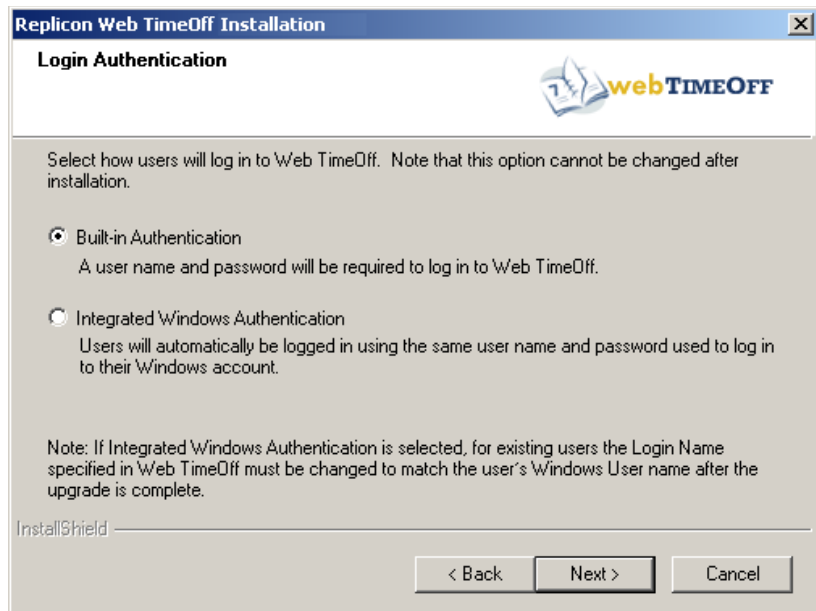 Replicon Web TimeOff Installation
Login Authentication
webTIMEOFF
Select how users will log in to Web TimeOff. Note that this option cannot be changed after
installation.
Built-in Authentication
A user name and password will be required to log in to Web TimeOff.
Integrated Windows Authentication
Users will automatically be logged in using the same user name and password used to log in
to their Windows account.
Note: If Integrated Windows Authentication is selected, for existing users the Login Name
specified in Web TimeOff must be changed to match the user's Windows User name after the
upgrade is complete.
InstallShield
< Back Next > Cancel